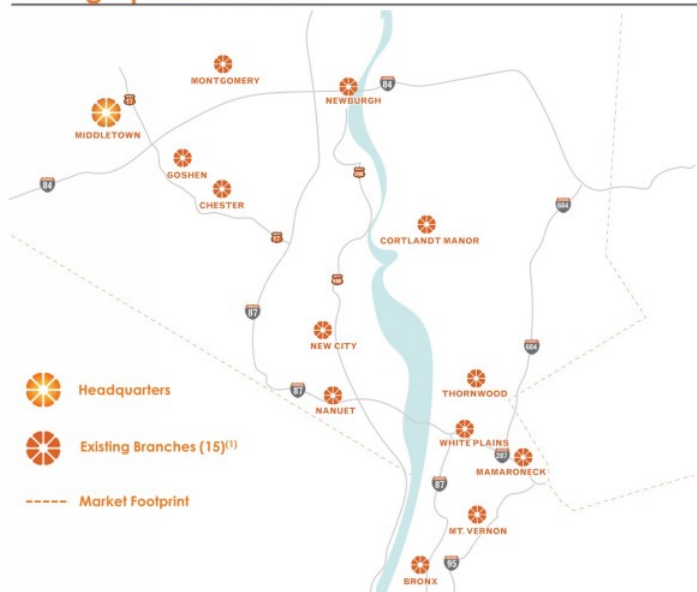 MONTGOMERY
84
NEWBURGH
17
MIDDLETOWN
GOSHEN
84
CHESTER
684
CORTLANDT MANOR
17
87
NEW CITY
684
Headquarters
THORNWOOD
87
NANUET
Existing Branches (15)(1)
WHITE PLAINS
287
MAMARONECK
87
Market Footprint
MT. VERNON
95
BRONX